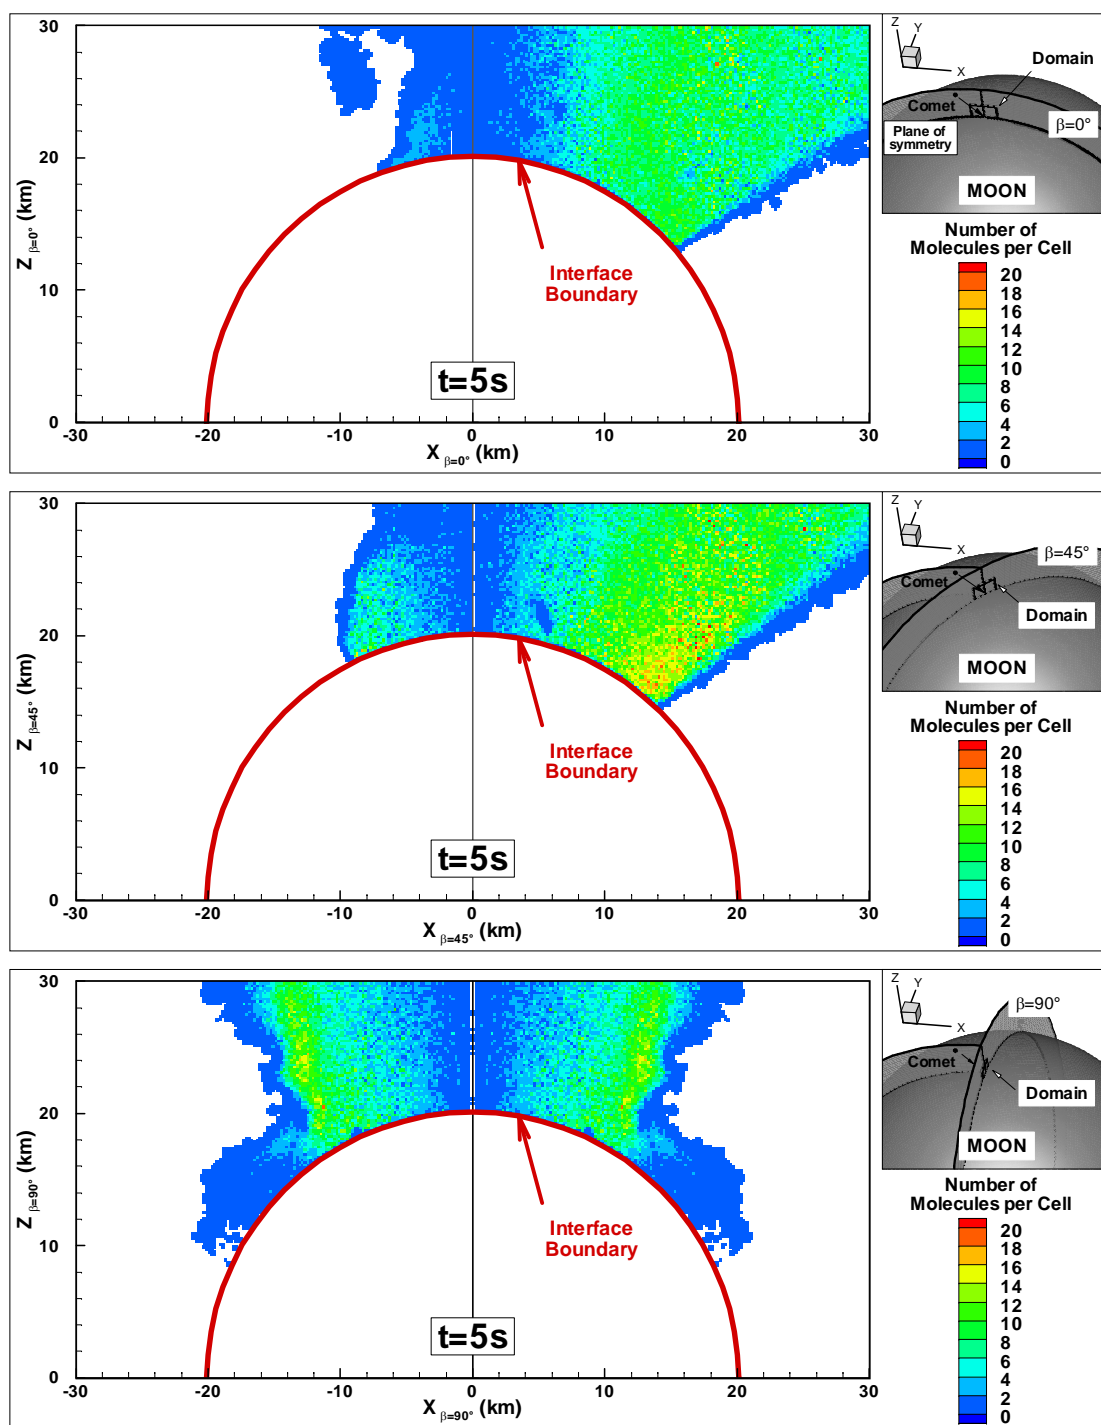 30
20
10
0
Z β=0° (km)
-30
-20
-10
0
10
20
30
X β=0° (km)
Interface
Boundary
t=5s
Z
Y
X
Domain
Comet
β=0°
Plane of
symmetry
MOON
Number of
Molecules per Cell
20
18
16
14
12
10
8
6
4
2
0
30
20
10
0
Z β=45° (km)
-30
-20
-10
0
10
20
30
X β=45° (km)
Interface
Boundary
t=5s
Z
Y
X
β=45°
Comet
Domain
MOON
Number of
Molecules per Cell
20
18
16
14
12
10
8
6
4
2
0
30
20
10
0
Z β=90° (km)
-30
-20
-10
0
10
20
30
X β=90° (km)
Interface
Boundary
t=5s
Z
Y
X
β=90°
Comet
Domain
MOON
Number of
Molecules per Cell
20
18
16
14
12
10
8
6
4
2
0